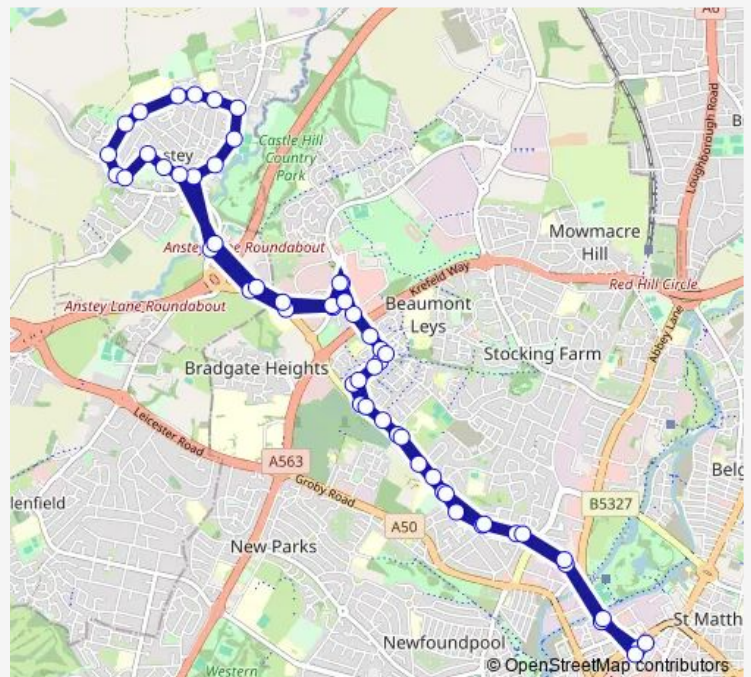 A6
Loughborough Road
B
stey
Castle Hill
Country
Park
Mowmacre
Hill
Anstey Lane Roundabout
Krefeld Way
Red Hill Circle
Anstey Lane Roundabout
Beaumont
Leys
Abbey Lane
Stocking Farm
Bradgate Heights
Leicester Road
A563
Belg
Groby Road
lenfield
B5327
A50
New Parks
St Matth
Newfoundpool
Western
© OpenStreetMap contributors